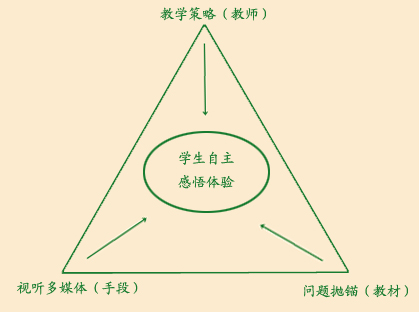 教学策略（教师）
学生自主
感悟体验
视听多媒体（手段）
问题抛锚（教材）